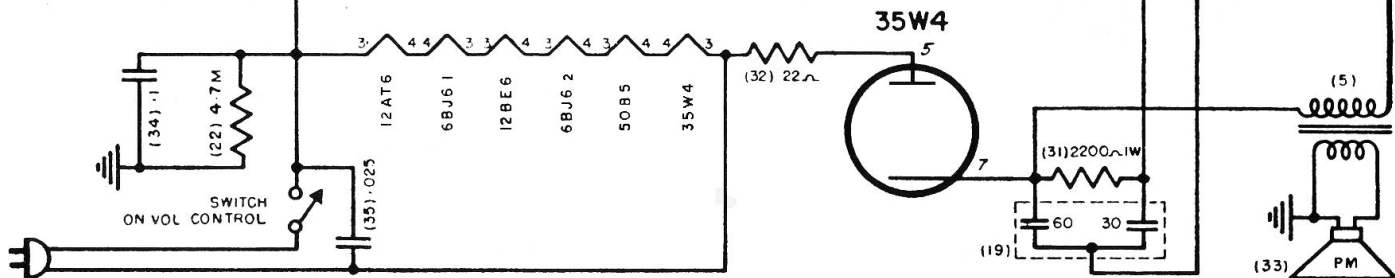 35W4
3 4 4 3 3 4 3 4 3 4 4 3
12AT6
6BJ6 1
12BE6
6BJ6 2
50B5
35W4
(32) 22Ω
5
7
(34) .1
(22) 4.7M
SWITCH
ON VOL CONTROL
(35) .025
(31) 2200Ω 1W
60
30
(19)
(5)
(33)
PM